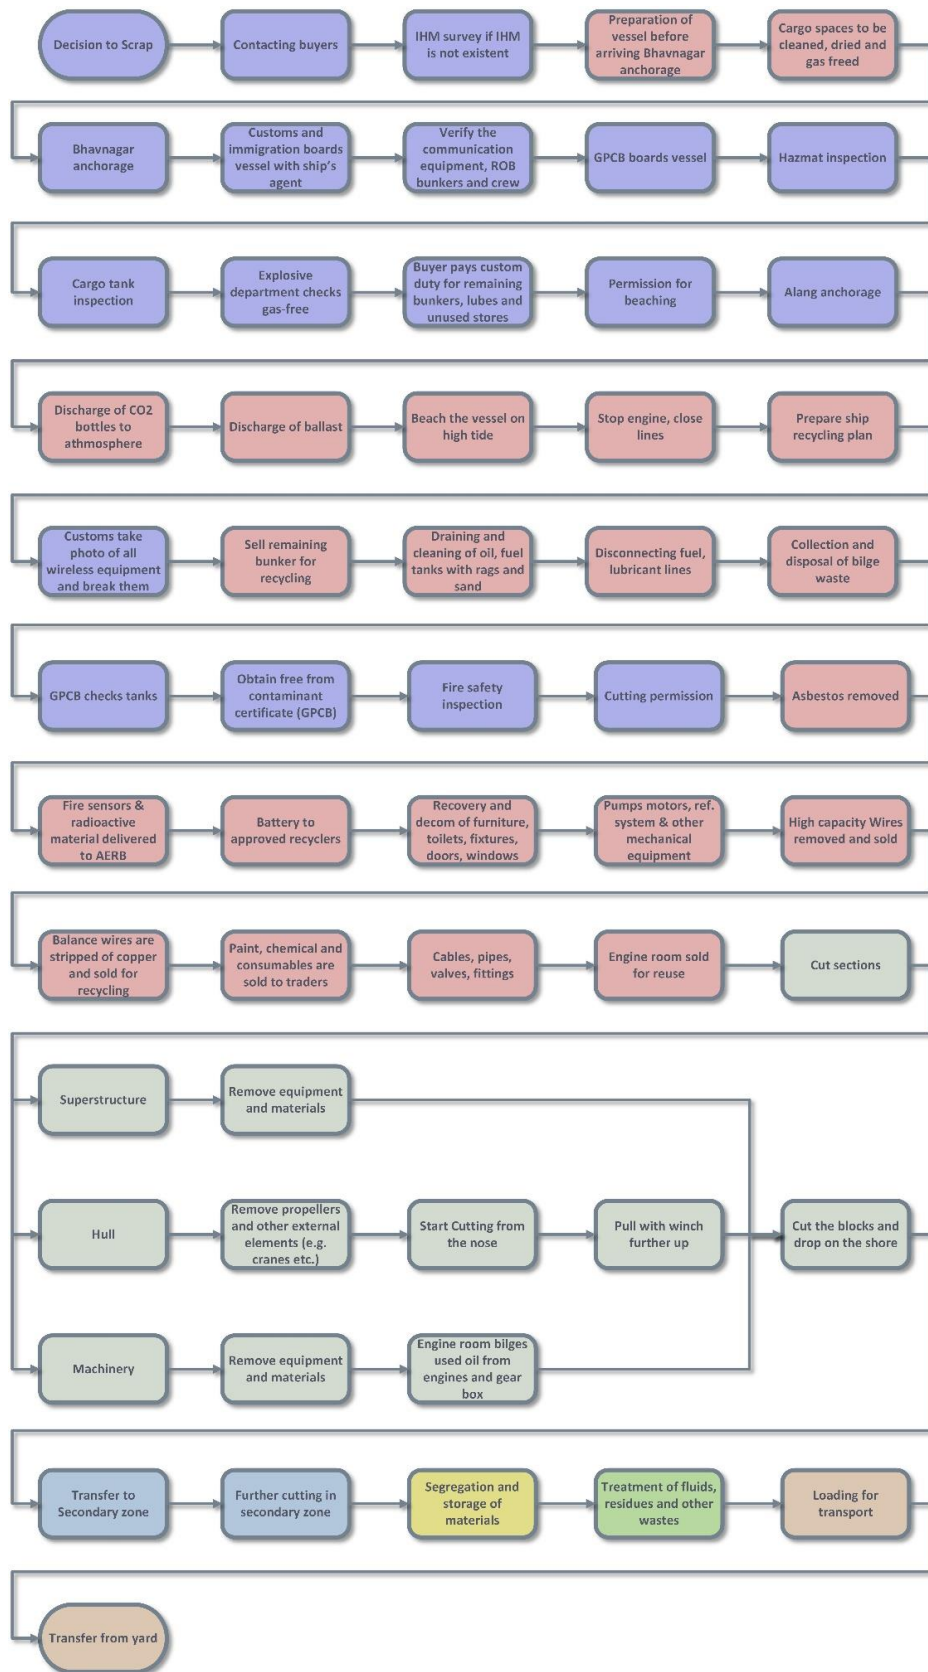 Decision to Scrap
Contacting buyers
IHM survey if IHM
is not existent
Preparation of
vessel before
arriving Bhavnagar
anchorage
Cargo spaces to be
cleaned, dried and
gas freed
Bhavnagar
anchorage
Customs and
immigration boards
vessel with ship's
agent
Verify the
communication
equipment, ROB
bunkers and crew
GPCB boards vessel
Hazmat inspection
Cargo tank
inspection
Explosive
department checks
gas-free
Buyer pays custom
duty for remaining
bunkers, lubes and
unused stores
Permission for
beaching
Alang anchorage
Discharge of CO2
bottles to
athmosphere
Discharge of ballast
Beach the vessel on
high tide
Stop engine, close
lines
Prepare ship
recycling plan
Customs take
photo of all
wireless equipment
and break them
Sell remaining
bunker for
recycling
Draining and
cleaning of oil, fuel
tanks with rags and
sand
Disconnecting fuel,
lubricant lines
Collection and
disposal of bilge
waste
GPCB checks tanks
Obtain free from
contaminant
certificate (GPCB)
Fire safety
inspection
Cutting permission
Asbestos removed
Fire sensors &
radioactive
material delivered
to AERB
Battery to
approved recyclers
Recovery and
decom of furniture,
toilets, fixtures,
doors, windows
Pumps motors, ref.
system & other
mechanical
equipment
High capacity Wires
removed and sold
Balance wires are
stripped of copper
and sold for
recycling
Paint, chemical and
consumables are
sold to traders
Cables, pipes,
valves, fittings
Engine room sold
for reuse
Cut sections
Superstructure
Remove equipment
and materials
Hull
Remove propellers
and other external
elements (e.g.
cranes etc.)
Start Cutting from
the nose
Pull with winch
further up
Cut the blocks and
drop on the shore
Machinery
Remove equipment
and materials
Engine room bilges
used oil from
engines and gear
box
Transfer to
Secondary zone
Further cutting in
secondary zone
Segregation and
storage of
materials
Treatment of fluids,
residues and other
wastes
Loading for
transport
Transfer from yard